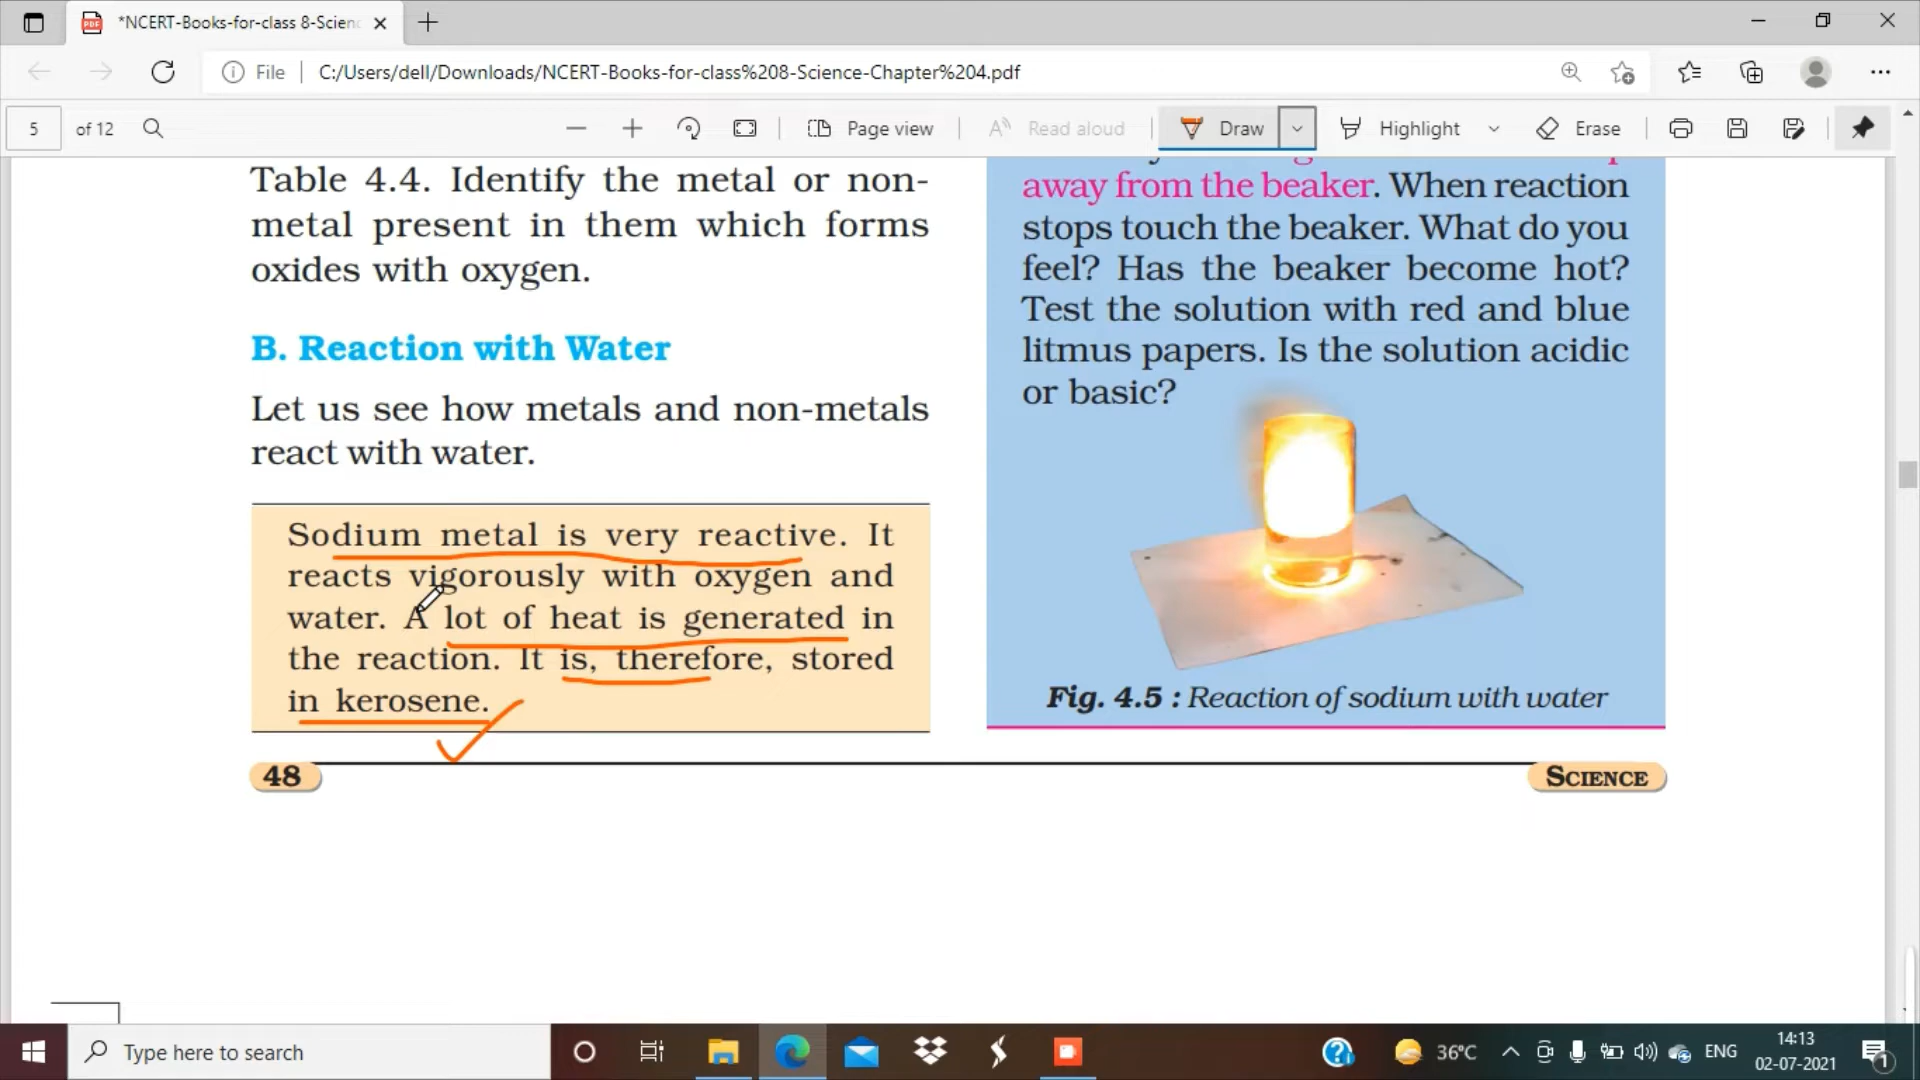 *NCERT-Books-for-class 8-Scien
File
C:/Users/dell/Downloads/NCERT-Books-for-class%208-Science-Chapter%204.pdf
5 of 12
Page view
Read aloud
Draw
Highlight
Erase
Table 4.4. Identify the metal or non-
metal present in them which forms
oxides with oxygen.
B. Reaction with Water
Let us see how metals and non-metals
react with water.
Sodium metal is very reactive. It
reacts vigorously with oxygen and
water. A lot of heat is generated in
the reaction. It is, therefore, stored
in kerosene.
48
away from the beaker. When reaction
stops touch the beaker. What do you
feel? Has the beaker become hot?
Test the solution with red and blue
litmus papers. Is the solution acidic
or basic?
Fig. 4.5 : Reaction of sodium with water
SCIENCE
Type here to search
36°C
ENG
14:13
02-07-2021
1